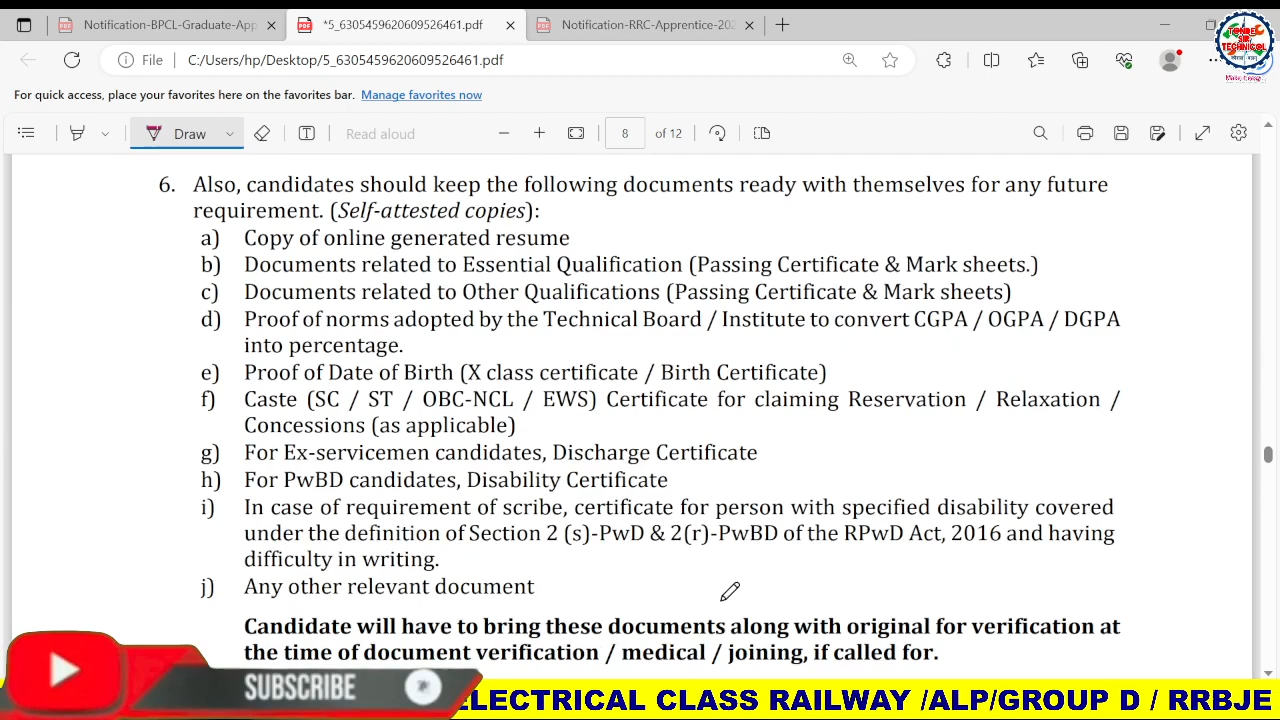 Notification-BPCL-Graduate-App
*5_6305459620609526461.pdf
Notification-RRC-Apprentice-202
File
C:/Users/hp/Desktop/5_6305459620609526461.pdf
For quick access, place your favorites here on the favorites bar. Manage favorites now
Draw
Read aloud
8 of 12
6. Also, candidates should keep the following documents ready with themselves for any future
requirement. (Self-attested copies):
a) Copy of online generated resume
b) Documents related to Essential Qualification (Passing Certificate & Mark sheets.)
c) Documents related to Other Qualifications (Passing Certificate & Mark sheets)
d) Proof of norms adopted by the Technical Board / Institute to convert CGPA / OGPA / DGPA
into percentage.
e) Proof of Date of Birth (X class certificate / Birth Certificate)
f) Caste (SC / ST / OBC-NCL / EWS) Certificate for claiming Reservation / Relaxation /
Concessions (as applicable)
g) For Ex-servicemen candidates, Discharge Certificate
h) For PwBD candidates, Disability Certificate
i) In case of requirement of scribe, certificate for person with specified disability covered
under the definition of Section 2 (s)-PwD & 2(r)-PwBD of the RPwD Act, 2016 and having
difficulty in writing.
j) Any other relevant document
Candidate will have to bring these documents along with original for verification at
the time of document verification / medical / joining, if called for.
SUBSCRIBE
ELECTRICAL CLASS RAILWAY /ALP/GROUP D / RRBJE
TONDE
SIR
TECHNICAL